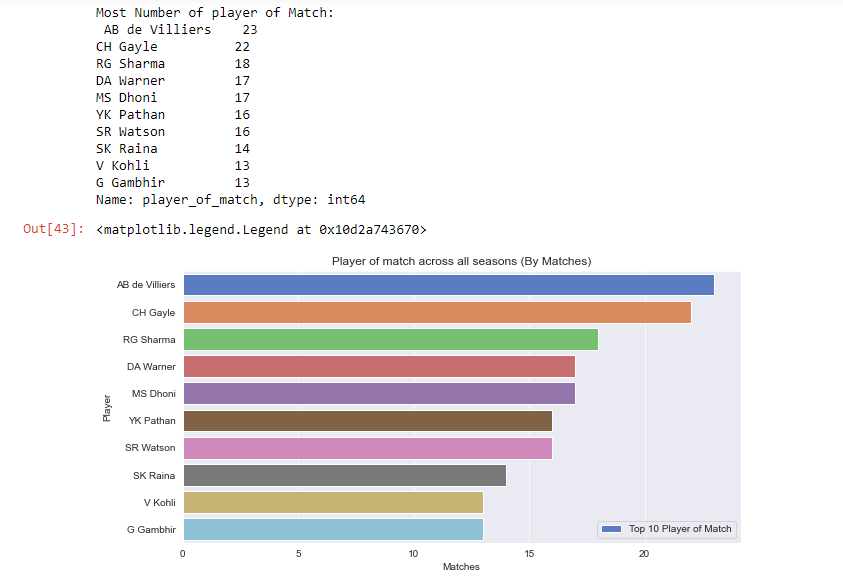 Most Number of player of Match:
AB de Villiers 23
CH Gayle 22
RG Sharma 18
DA Warner 17
MS Dhoni 17
YK Pathan 16
SR Watson 16
SK Raina 14
V Kohli 13
G Gambhir 13
Name: player_of_match, dtype: int64
Out[43]: <matplotlib.legend.Legend at 0x10d2a743670>
Player of match across all seasons (By Matches)
Player
AB de Villiers
CH Gayle
RG Sharma
DA Warner
MS Dhoni
YK Pathan
SR Watson
SK Raina
V Kohli
G Gambhir
Top 10 Player of Match
0 5 10 15 20
Matches